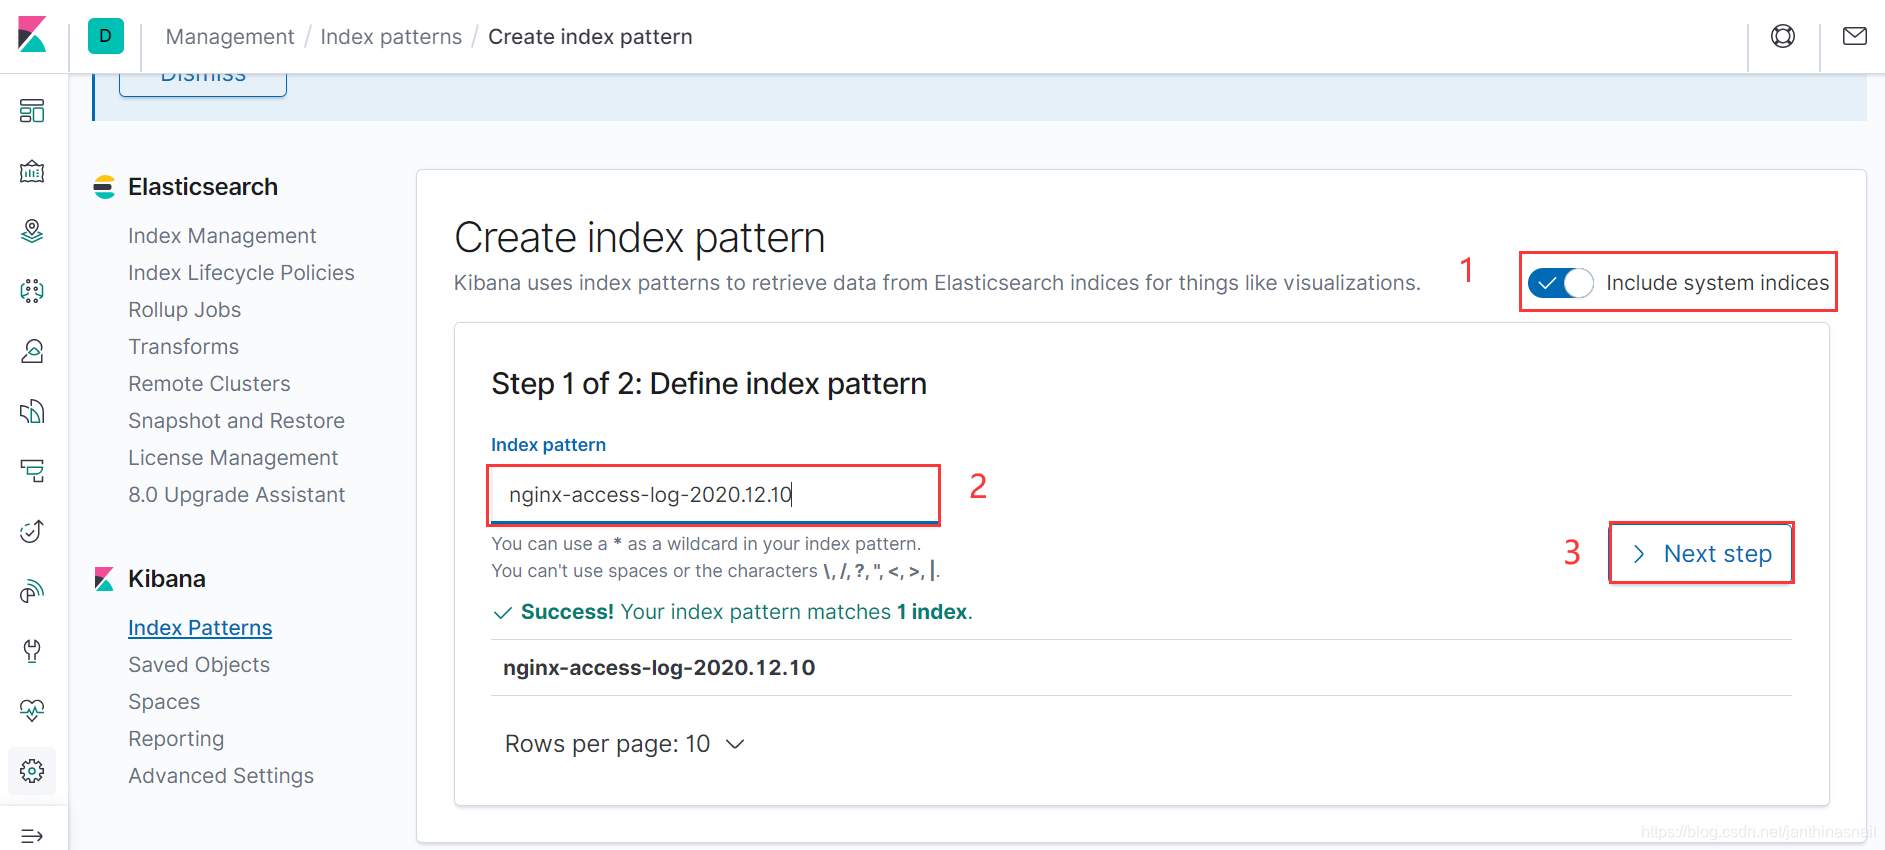 D
Management / Index patterns / Create index pattern
Dismiss
Elasticsearch
Index Management
Index Lifecycle Policies
Rollup Jobs
Transforms
Remote Clusters
Snapshot and Restore
License Management
8.0 Upgrade Assistant
Kibana
Index Patterns
Saved Objects
Spaces
Reporting
Advanced Settings
Create index pattern
Kibana uses index patterns to retrieve data from Elasticsearch indices for things like visualizations.
1
Include system indices
Step 1 of 2: Define index pattern
Index pattern
nginx-access-log-2020.12.10
2
You can use a * as a wildcard in your index pattern.
You can't use spaces or the characters \, /, ?, ", <, >, |.
3
Next step
Success! Your index pattern matches 1 index.
nginx-access-log-2020.12.10
Rows per page: 10
https://blog.csdn.net/janthinasnail